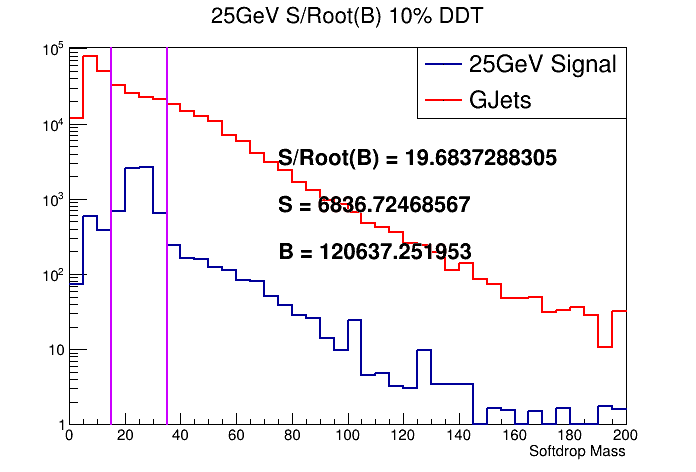 25GeV S/Root(B) 10% DDT
10^5
25GeV Signal
GJets
10^4
S/Root(B) = 19.6837288305
10^3
S = 6836.72468567
B = 120637.251953
10^2
10
1
0 20 40 60 80 100 120 140 160 180 200
Softdrop Mass